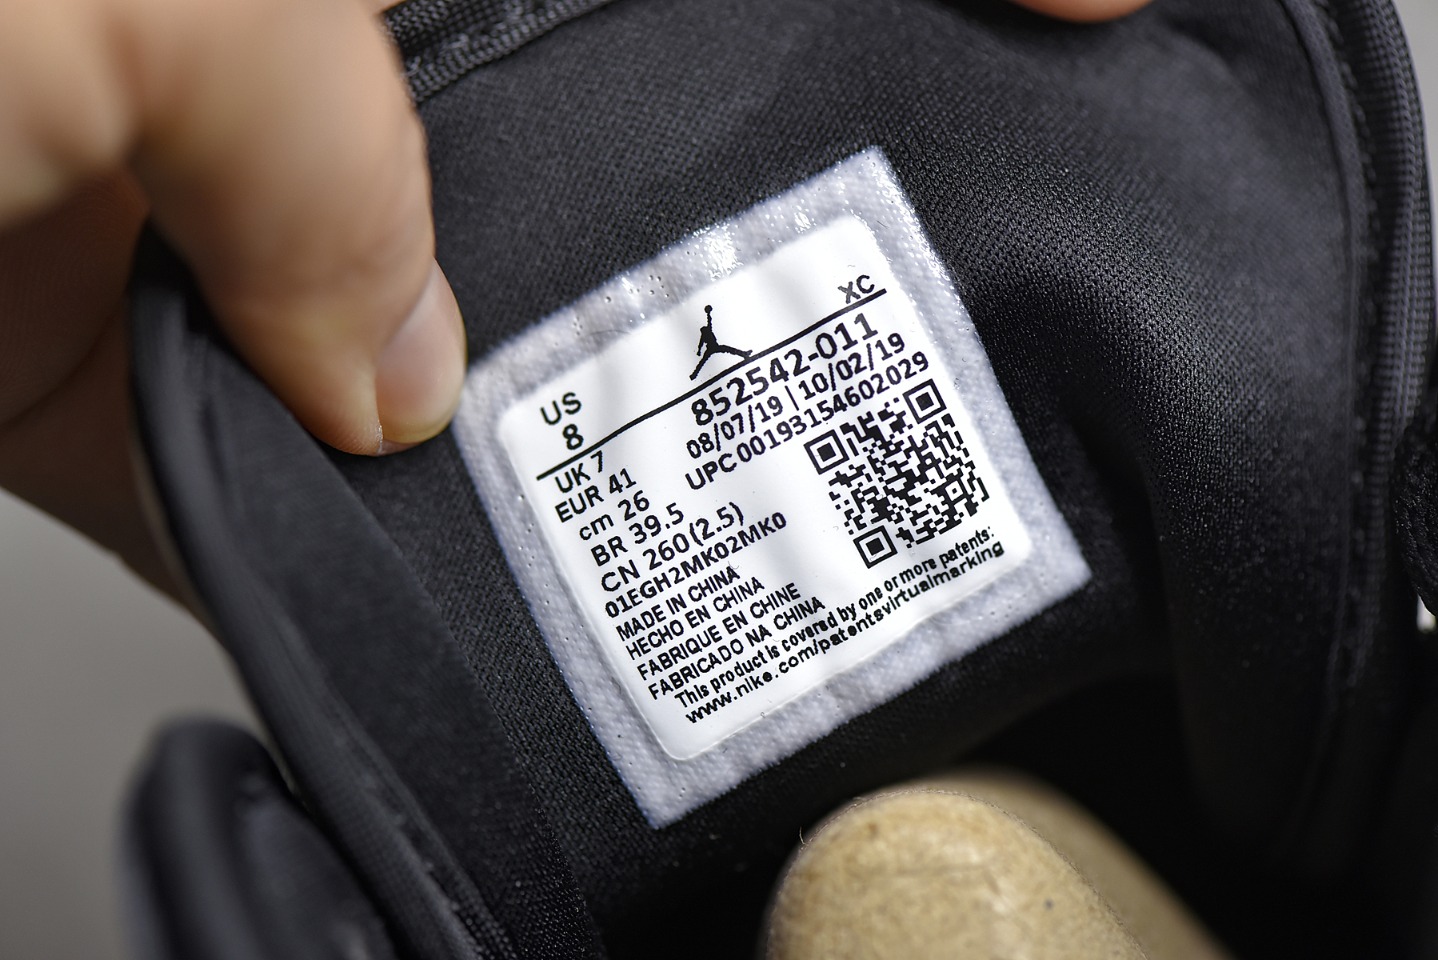 XC
US
8
852542-011
08/07/19 | 10/02/19
UPC 00193154602029
UK 7
EUR 41
cm 26
BR 39.5
CN 260(2.5)
01EGH2MK02MK0
MADE IN CHINA
HECHO EN CHINA
FABRIQUE EN CHINE
FABRICADO NA CHINA
This product is covered by one or more patents:
www.nike.com/patentsvirtualmarking